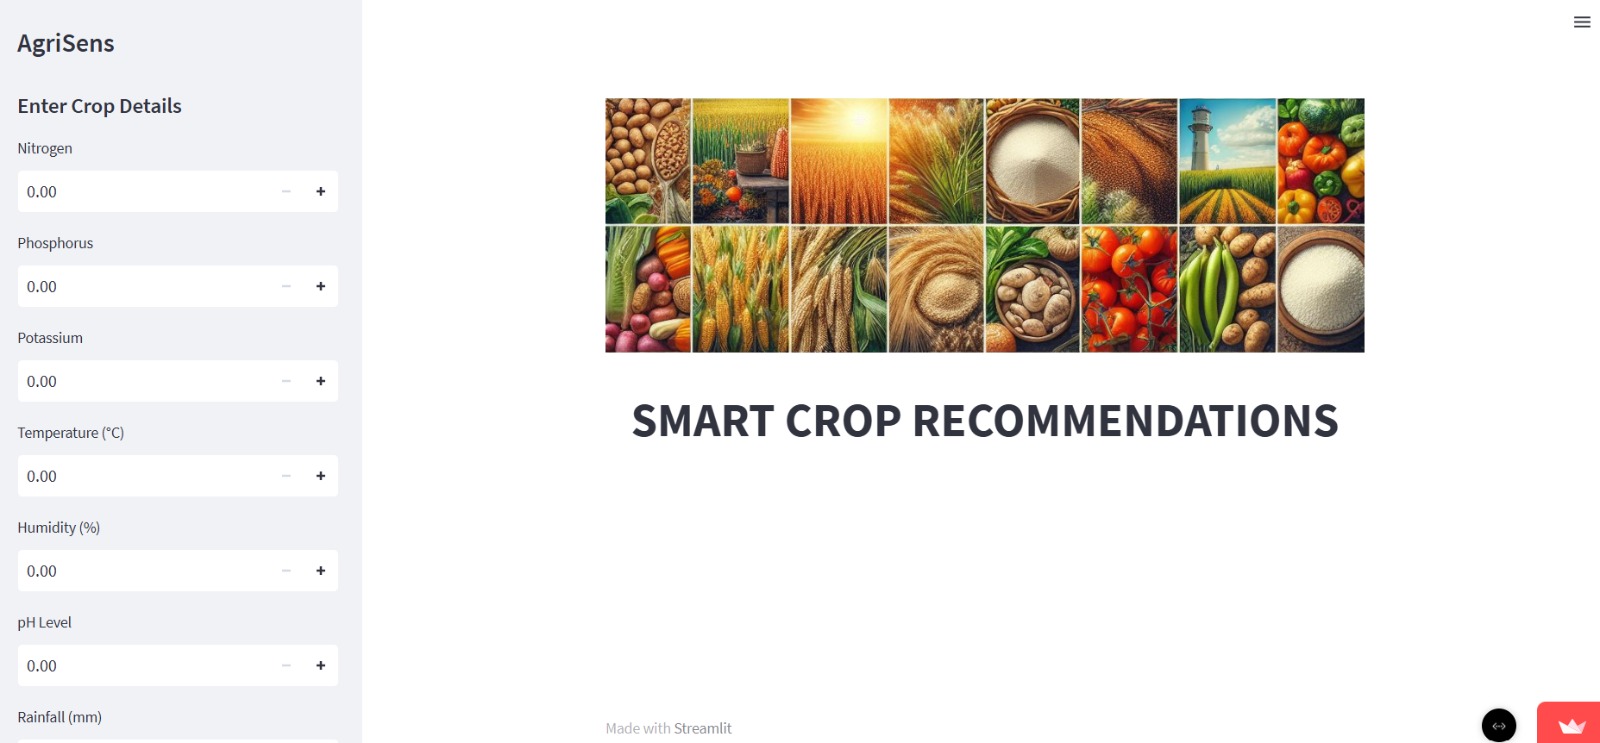 AgriSens
Enter Crop Details
Nitrogen
0.00
Phosphorus
0.00
Potassium
0.00
Temperature (°C)
0.00
Humidity (%)
0.00
pH Level
0.00
Rainfall (mm)
SMART CROP RECOMMENDATIONS
Made with Streamlit